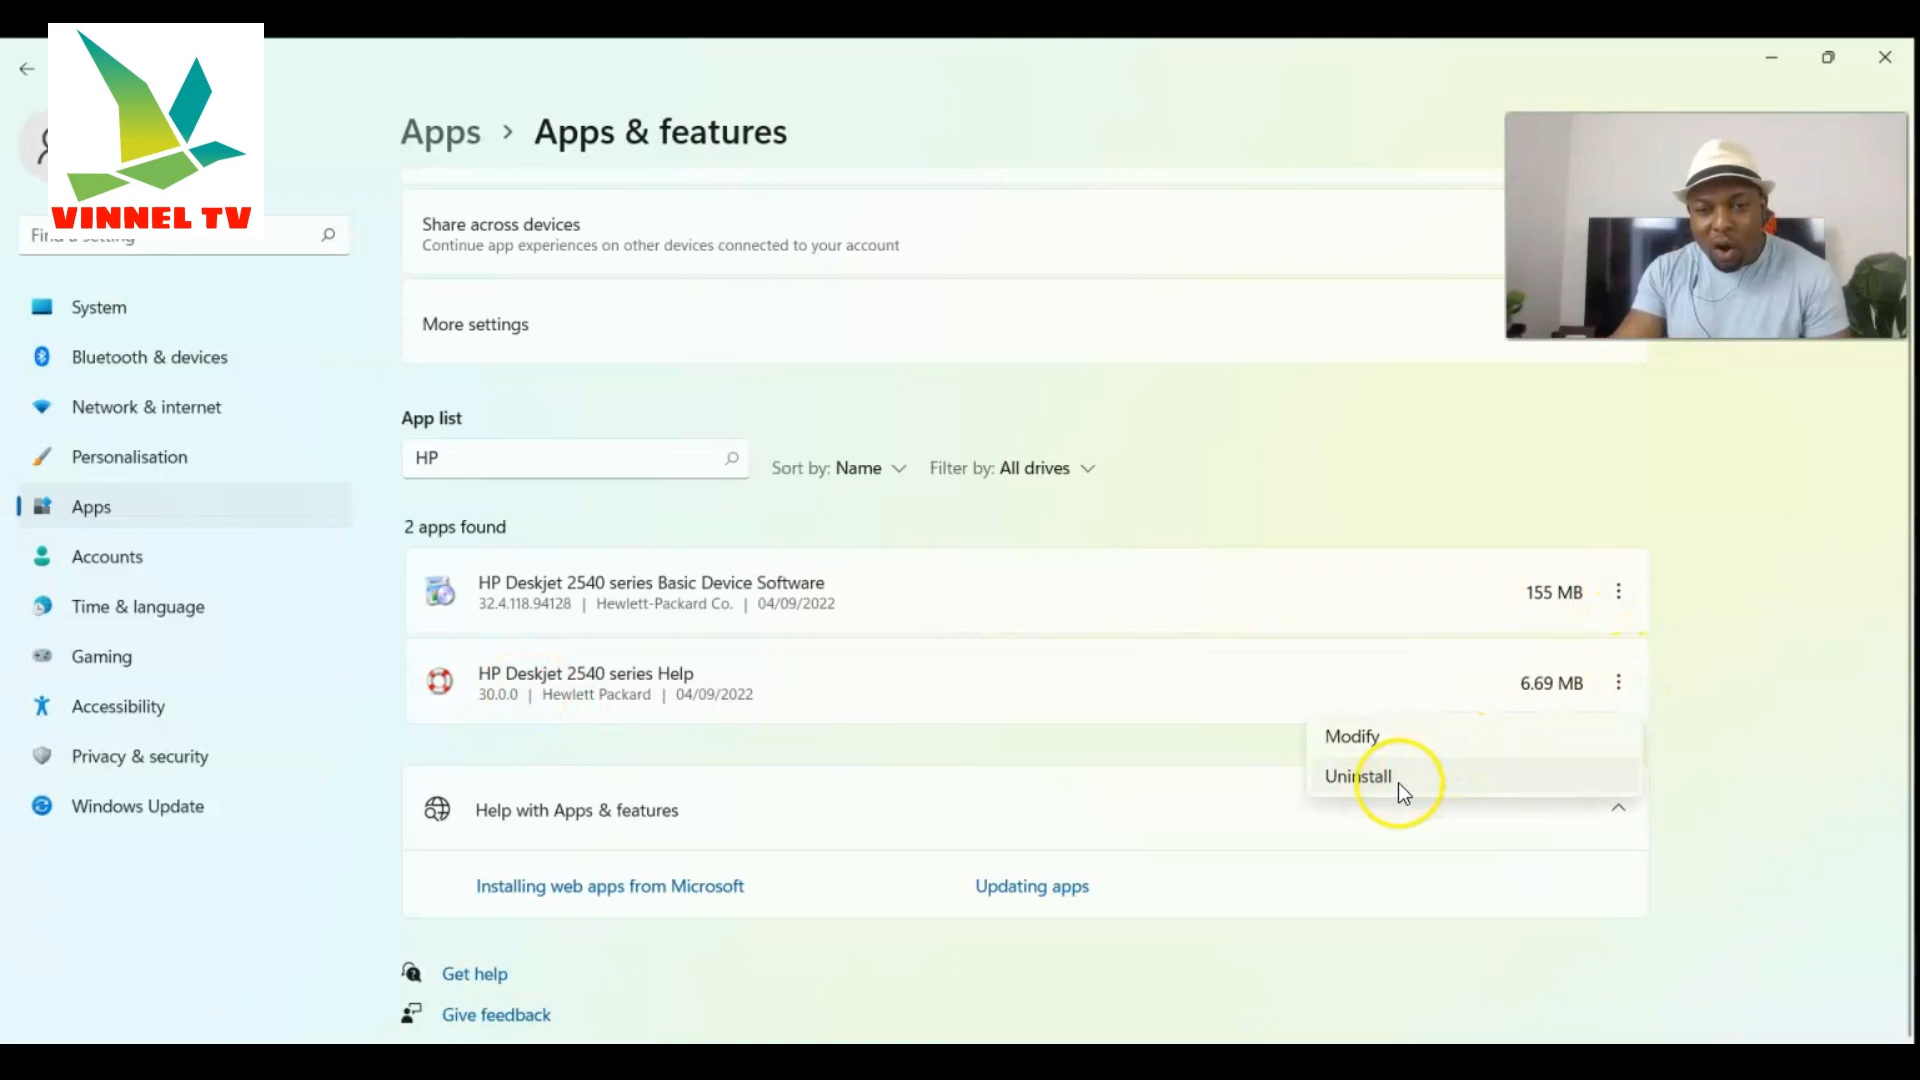 VINNEL TV
Find a setting
System
Bluetooth & devices
Network & internet
Personalisation
Apps
Accounts
Time & language
Gaming
Accessibility
Privacy & security
Windows Update
Apps > Apps & features
Share across devices
Continue app experiences on other devices connected to your account
More settings
App list
HP
Sort by: Name
Filter by: All drives
2 apps found
HP Deskjet 2540 series Basic Device Software
155 MB
32.4.118.94128 | Hewlett-Packard Co. | 04/09/2022
HP Deskjet 2540 series Help
6.69 MB
30.0.0 | Hewlett Packard | 04/09/2022
Modify
Uninstall
Help with Apps & features
Installing web apps from Microsoft
Updating apps
Get help
Give feedback